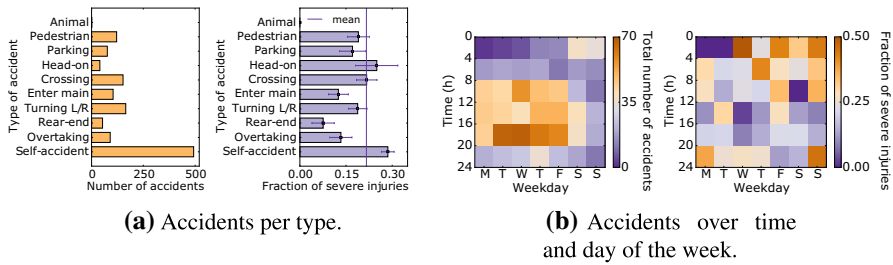 Type of accident
Animal
Pedestrian
Parking
Head-on
Crossing
Enter main
Turning L/R
Rear-end
Overtaking
Self-accident
0 250 500
Number of accidents
Type of accident
Animal
Pedestrian
Parking
Head-on
Crossing
Enter main
Turning L/R
Rear-end
Overtaking
Self-accident
mean
0.00 0.15 0.30
Fraction of severe injuries
(a) Accidents per type.
Time (h)
0
4
8
12
16
20
24
M T W T F S S
Weekday
70
35
0
Total number of accidents
Time (h)
0
4
8
12
16
20
24
M T W T F S S
Weekday
0.50
0.25
0.00
Fraction of severe injuries
(b) Accidents over time
and day of the week.